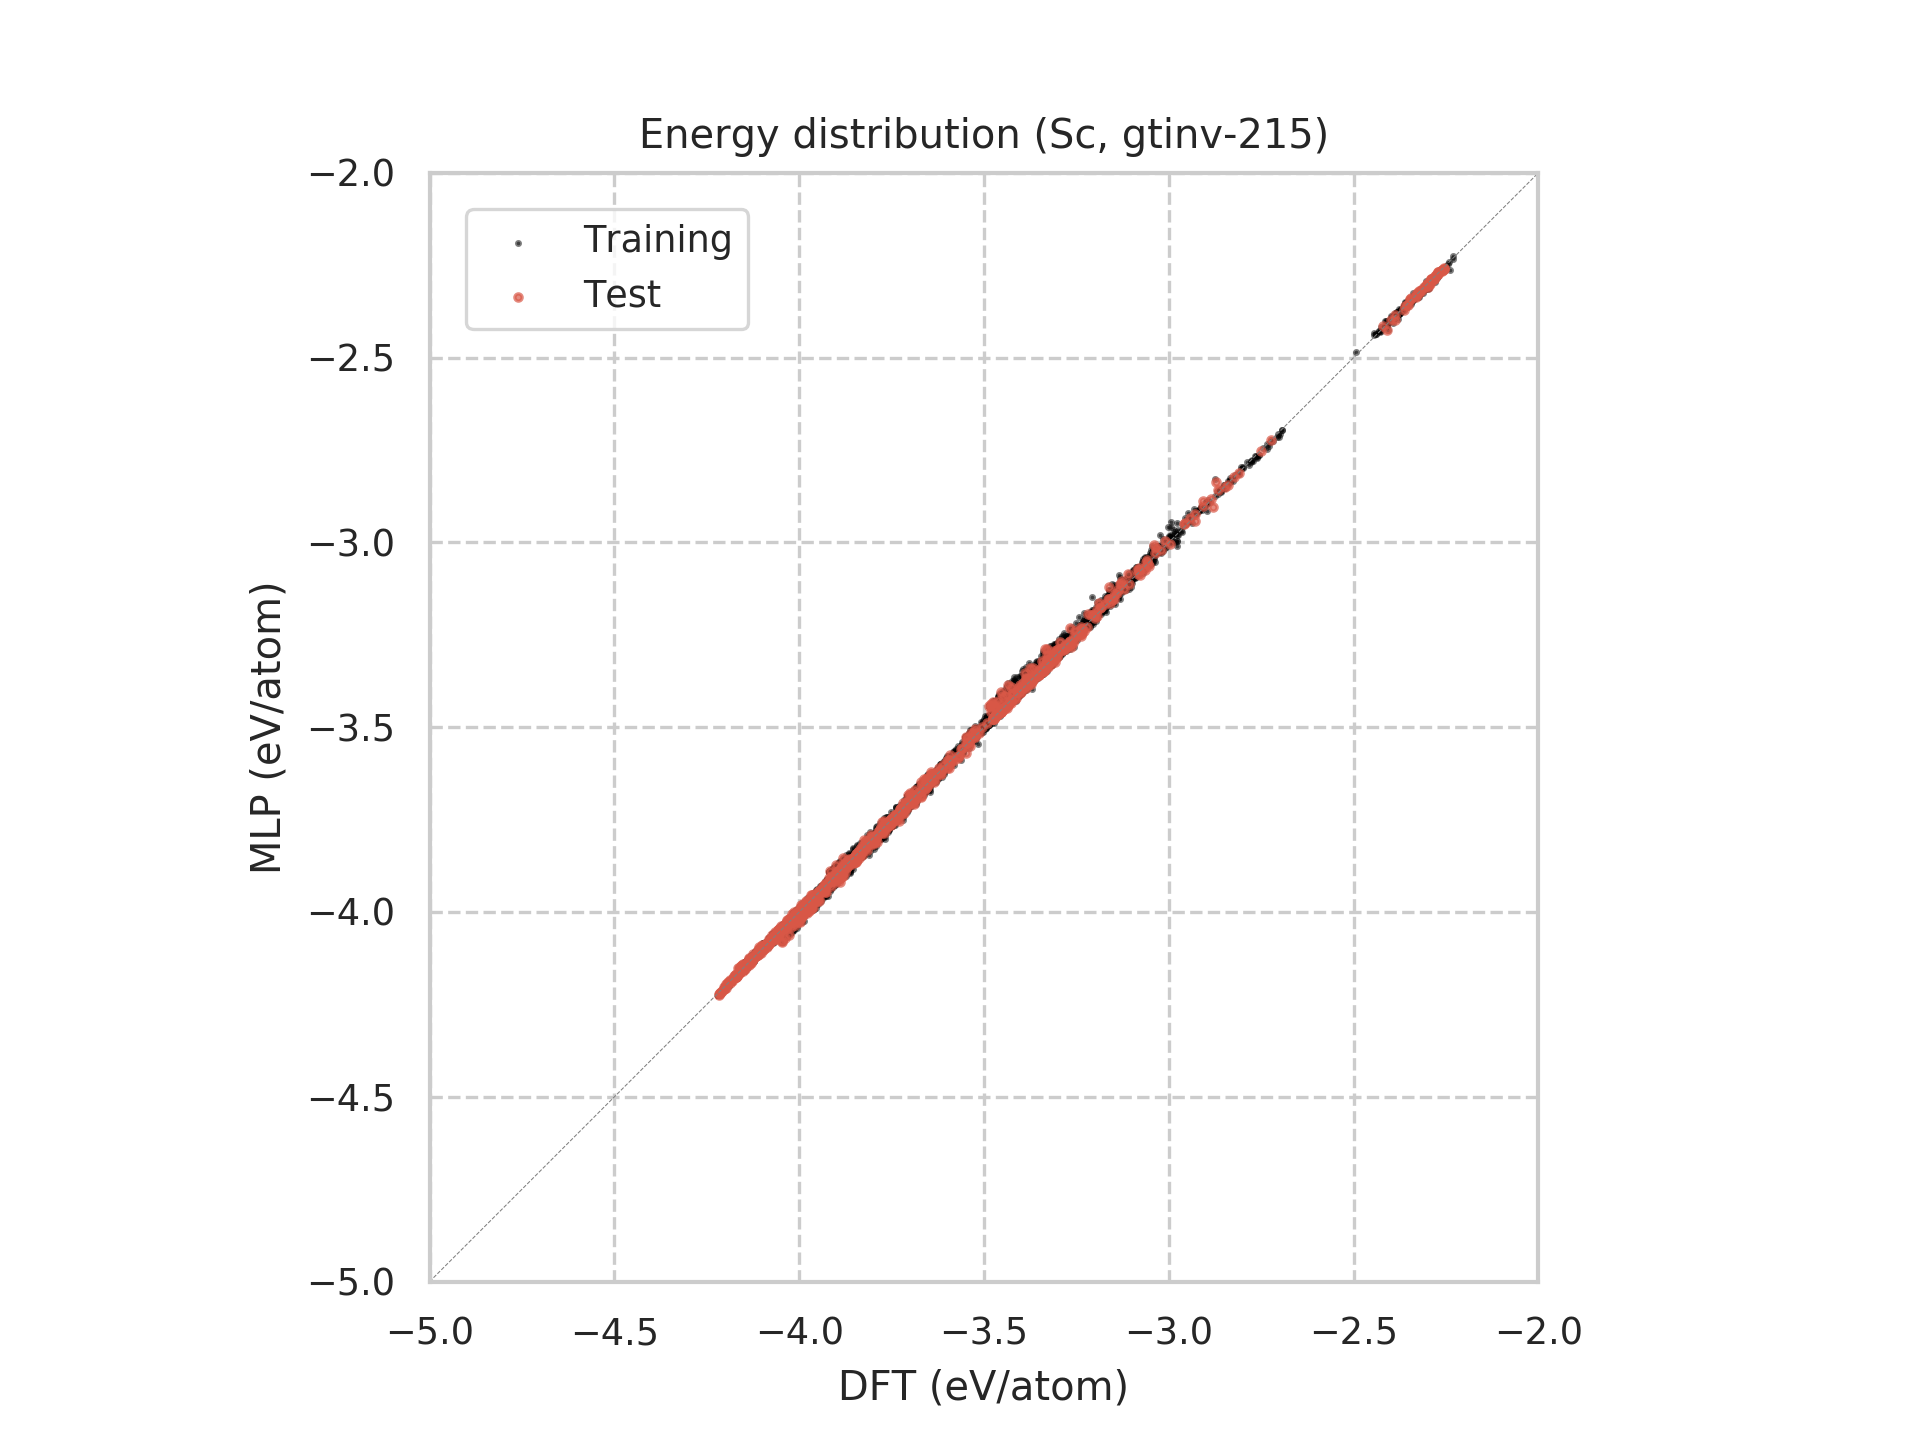 Energy distribution (Sc, gtinv-215)
Training
Test
−2.0
−2.5
−3.0
−3.5
−4.0
−4.5
−5.0
MLP (eV/atom)
−5.0 −4.5 −4.0 −3.5 −3.0 −2.5 −2.0
DFT (eV/atom)